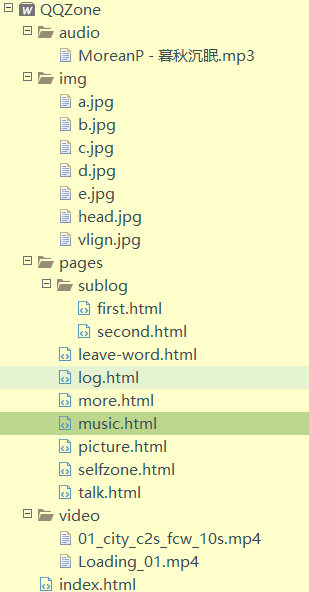 W QQZone
audio
MoreanP - 暮秋沉眠.mp3
img
a.jpg
b.jpg
c.jpg
d.jpg
e.jpg
head.jpg
vlign.jpg
pages
sublog
first.html
second.html
leave-word.html
log.html
more.html
music.html
picture.html
selfzone.html
talk.html
video
01_city_c2s_fcw_10s.mp4
Loading_01.mp4
index.html